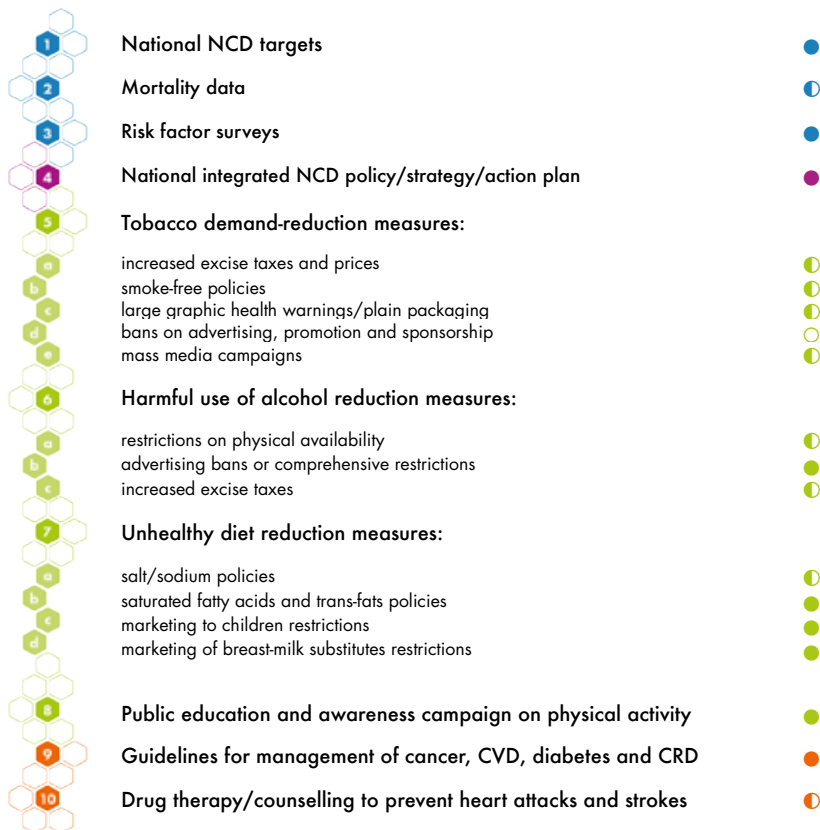 1 National NCD targets
2 Mortality data
3 Risk factor surveys
4 National integrated NCD policy/strategy/action plan
5 Tobacco demand-reduction measures:
a increased excise taxes and prices
b smoke-free policies
c large graphic health warnings/plain packaging
d bans on advertising, promotion and sponsorship
e mass media campaigns
6 Harmful use of alcohol reduction measures:
a restrictions on physical availability
b advertising bans or comprehensive restrictions
c increased excise taxes
7 Unhealthy diet reduction measures:
a salt/sodium policies
b saturated fatty acids and trans-fats policies
c marketing to children restrictions
d marketing of breast-milk substitutes restrictions
8 Public education and awareness campaign on physical activity
9 Guidelines for management of cancer, CVD, diabetes and CRD
10 Drug therapy/counselling to prevent heart attacks and strokes